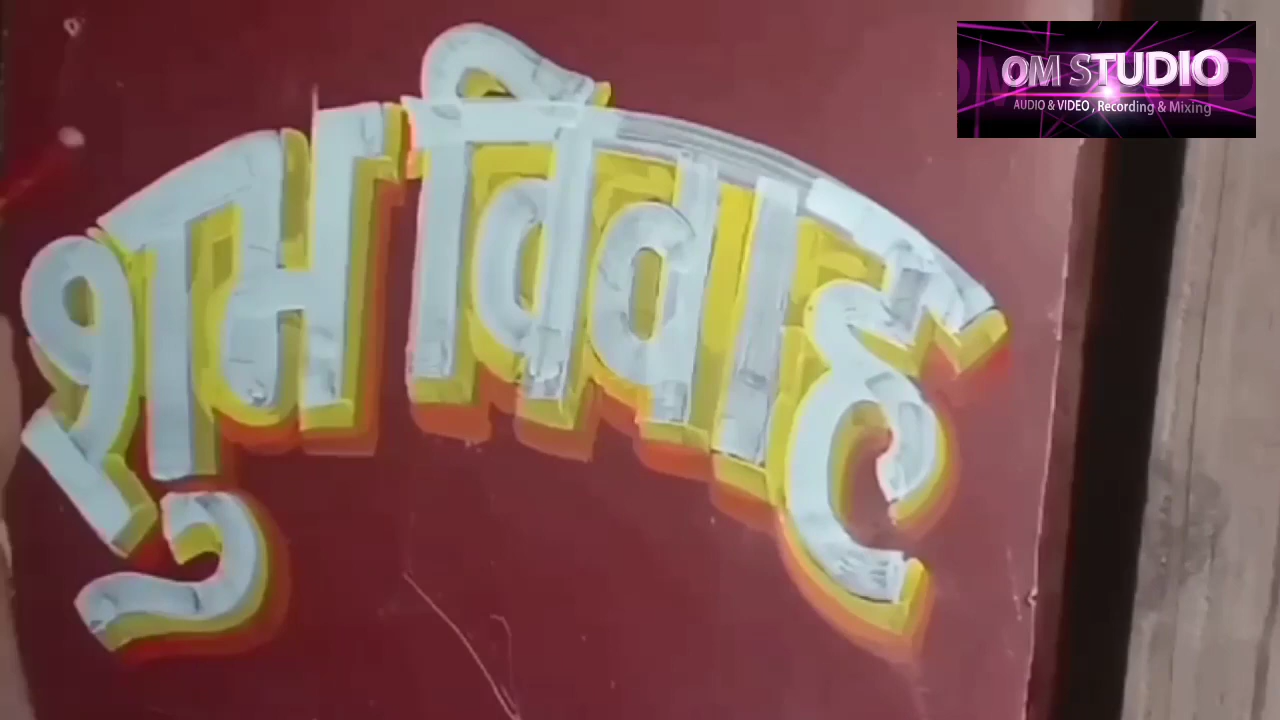 शुभ विवाह
OM STUDIO
AUDIO & VIDEO , Recording & Mixing